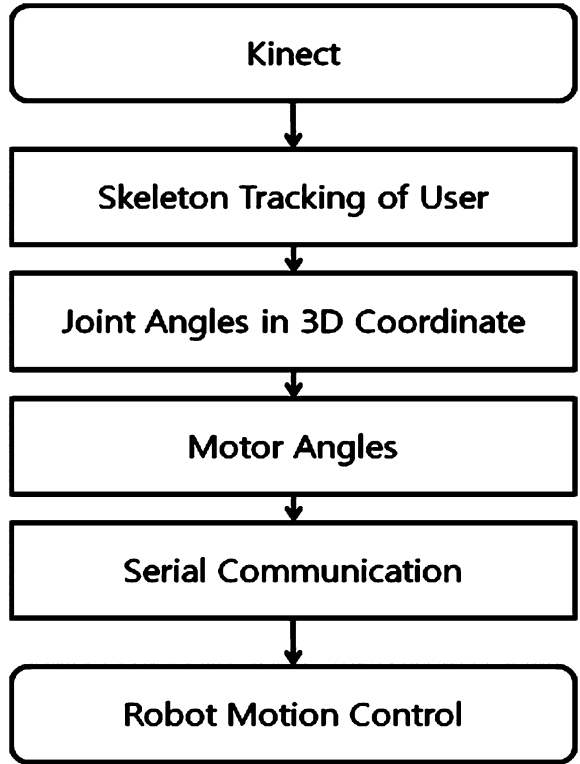 Kinect
Skeleton Tracking of User
Joint Angles in 3D Coordinate
Motor Angles
Serial Communication
Robot Motion Control